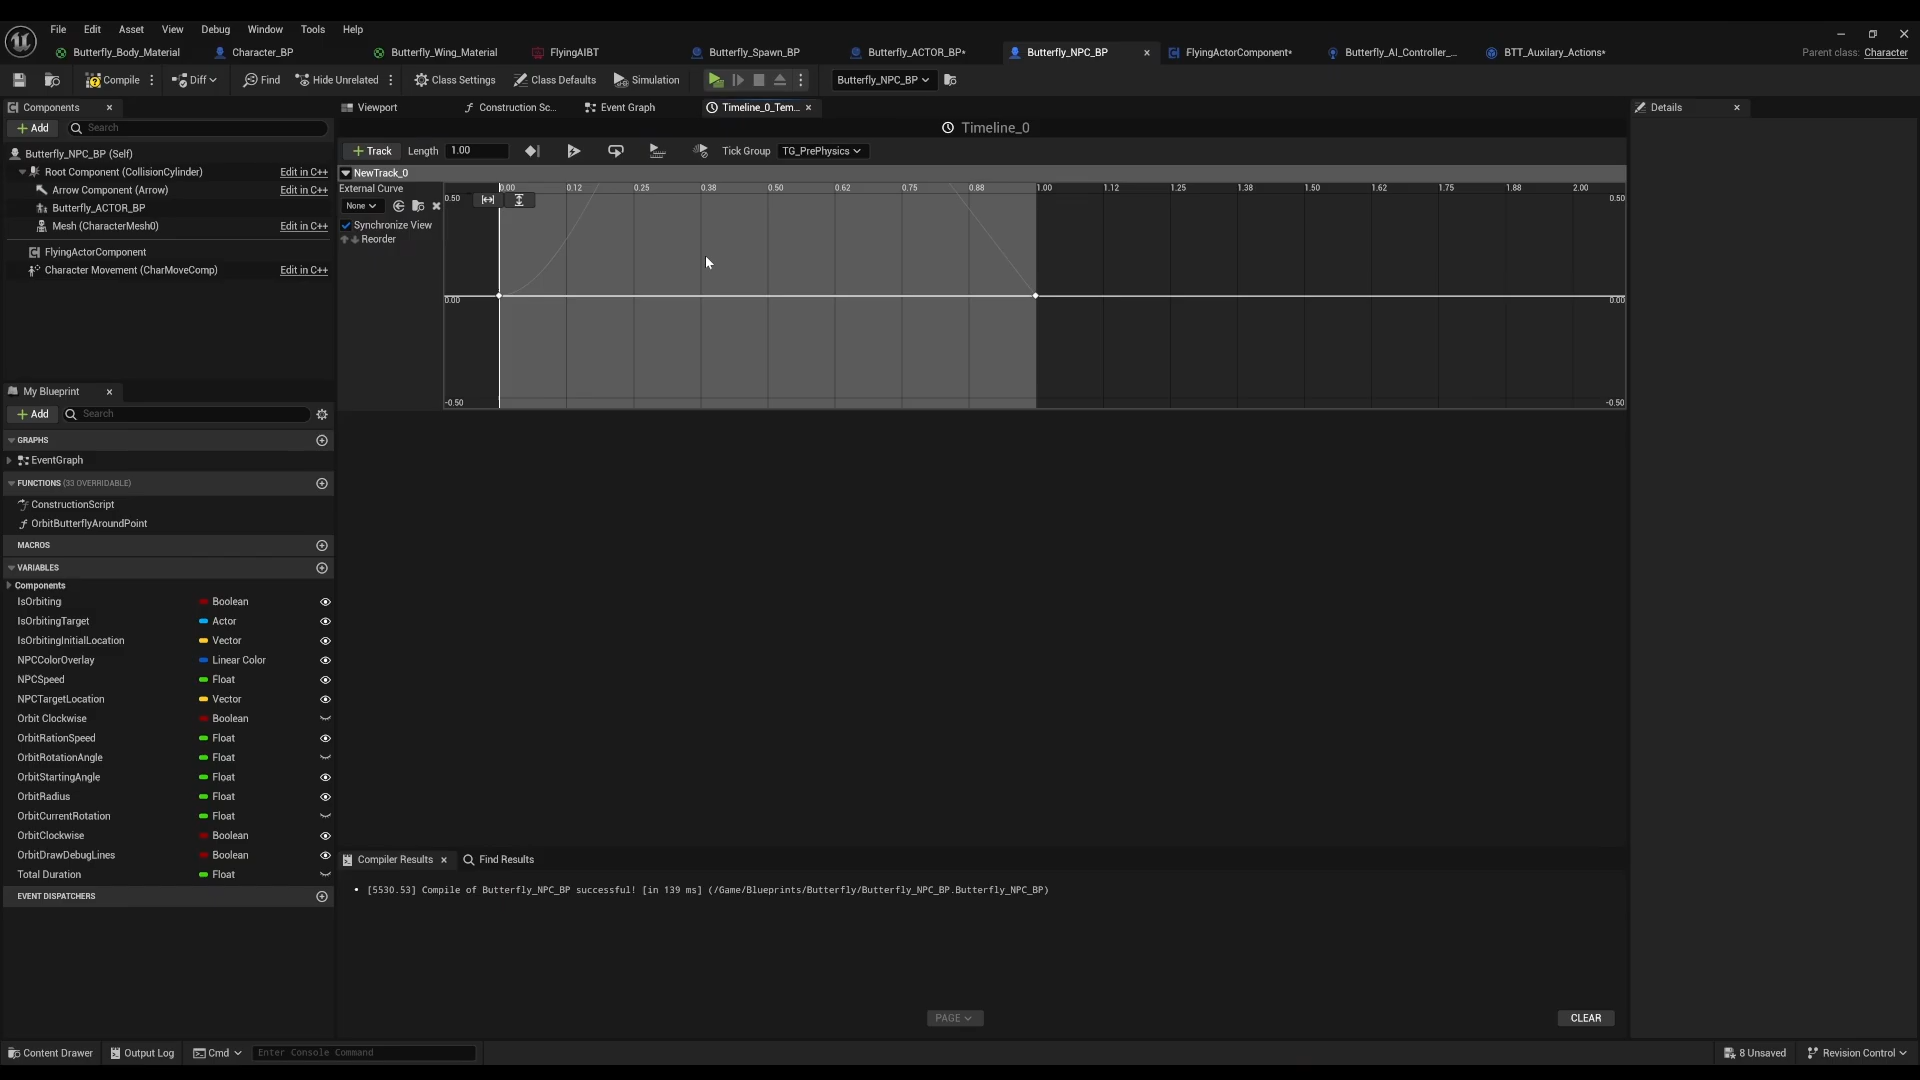 File Edit Asset View Debug Window Tools Help
Butterfly_Body_Material Character_BP Butterfly_Wing_Material FlyingAIBT Butterfly_Spawn_BP Butterfly_ACTOR_BP* Butterfly_NPC_BP FlyingActorComponent* Butterfly_AI_Controller_... BTT_Auxilary_Actions* Parent class: Character
Compile Diff Find Hide Unrelated Class Settings Class Defaults Simulation Butterfly_NPC_BP
Components Viewport Construction Sc... Event Graph Timeline_0_Tem... Details
Add Search Timeline_0
Track Length 1.00 Tick Group TG_PrePhysics
Butterfly_NPC_BP (Self)
Root Component (CollisionCylinder) Edit in C++
Arrow Component (Arrow) Edit in C++
Butterfly_ACTOR_BP
Mesh (CharacterMesh0) Edit in C++
FlyingActorComponent
Character Movement (CharMoveComp) Edit in C++
NewTrack_0
External Curve
None
Synchronize View
Reorder
0.00 0.12 0.25 0.38 0.50 0.62 0.75 0.88 1.00 1.12 1.25 1.38 1.50 1.62 1.75 1.88 2.00
0.50 0.50
0.00 0.00
-0.50 -0.50
My Blueprint
Add Search
GRAPHS
EventGraph
FUNCTIONS (33 OVERRIDABLE)
ConstructionScript
OrbitButterflyAroundPoint
MACROS
VARIABLES
Components
IsOrbiting Boolean
IsOrbitingTarget Actor
IsOrbitingInitialLocation Vector
NPCColorOverlay Linear Color
NPCSpeed Float
NPCTargetLocation Vector
Orbit Clockwise Boolean
OrbitRationSpeed Float
OrbitRotationAngle Float
OrbitStartingAngle Float
OrbitRadius Float
OrbitCurrentRotation Float
OrbitClockwise Boolean
OrbitDrawDebugLines Boolean
Total Duration Float
EVENT DISPATCHERS
Compiler Results Find Results
[5530.53] Compile of Butterfly_NPC_BP successful! [in 139 ms] (/Game/Blueprints/Butterfly/Butterfly_NPC_BP.Butterfly_NPC_BP)
PAGE CLEAR
Content Drawer Output Log Cmd Enter Console Command 8 Unsaved Revision Control